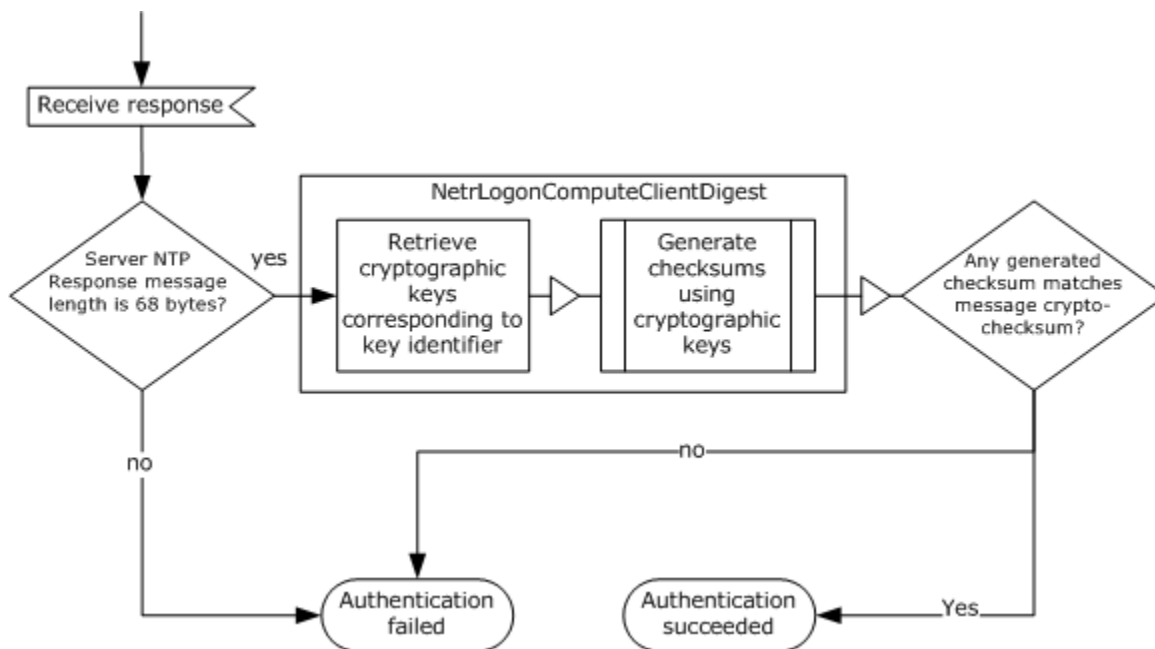 Receive response
Server NTP
Response message
length is 68 bytes?
yes
NetrLogonComputeClientDigest
Retrieve
cryptographic
keys
corresponding to
key identifier
Generate
checksums
using
cryptographic
keys
Any generated
checksum matches
message crypto-
checksum?
no
no
Authentication
failed
Authentication
succeeded
Yes